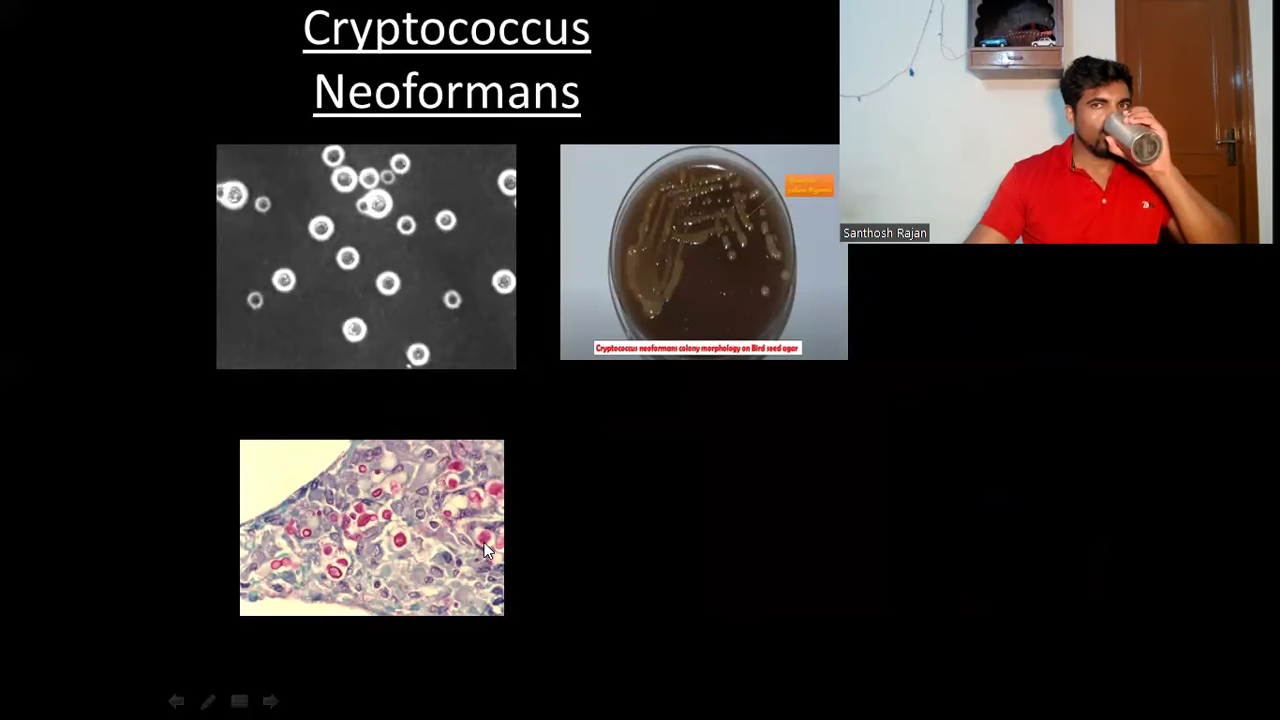 Cryptococcus
Neoformans
Santhosh Rajan
Cryptococcus neoformans colony morphology on Bird seed agar